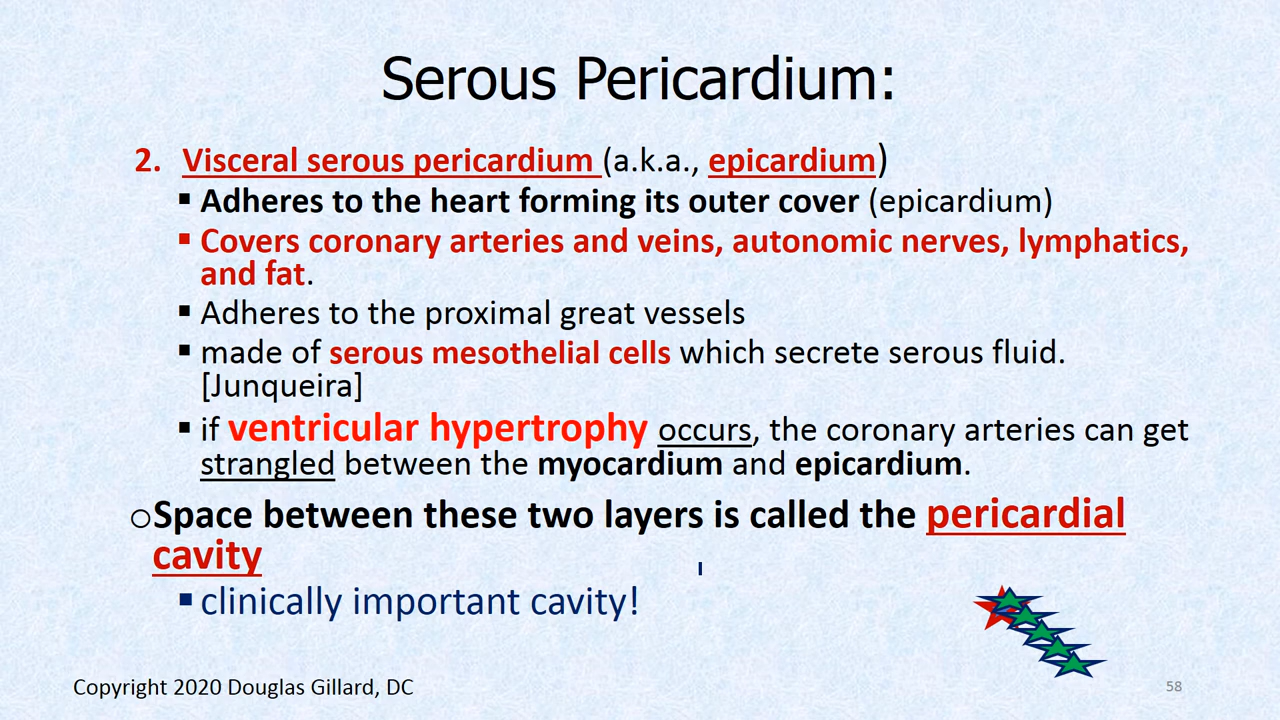 Serous Pericardium:
2. Visceral serous pericardium (a.k.a., epicardium)
▪ Adheres to the heart forming its outer cover (epicardium)
▪ Covers coronary arteries and veins, autonomic nerves, lymphatics,
and fat.
▪ Adheres to the proximal great vessels
▪ made of serous mesothelial cells which secrete serous fluid.
[Junqueira]
▪ if ventricular hypertrophy occurs, the coronary arteries can get
strangled between the myocardium and epicardium.
○Space between these two layers is called the pericardial
cavity
▪ clinically important cavity!
Copyright 2020 Douglas Gillard, DC
58